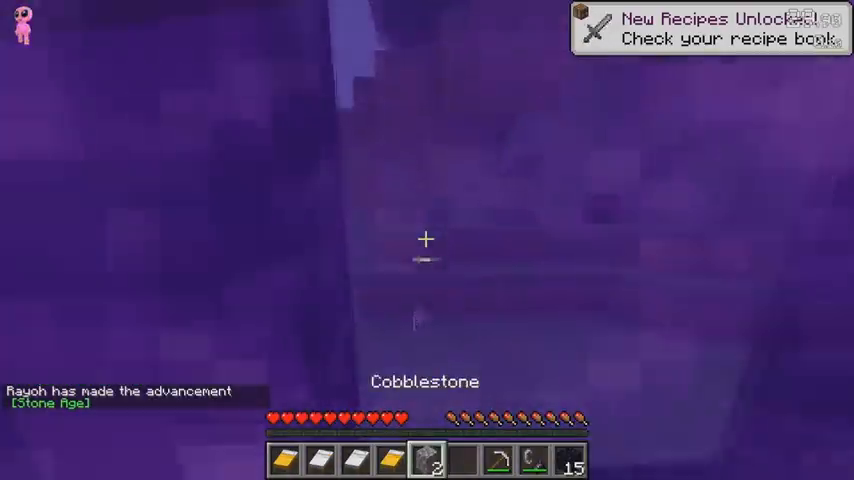 New Recipes Unlocked!
Check your recipe book
Cobblestone
Rayoh has made the advancement
[Stone Age]
2
15